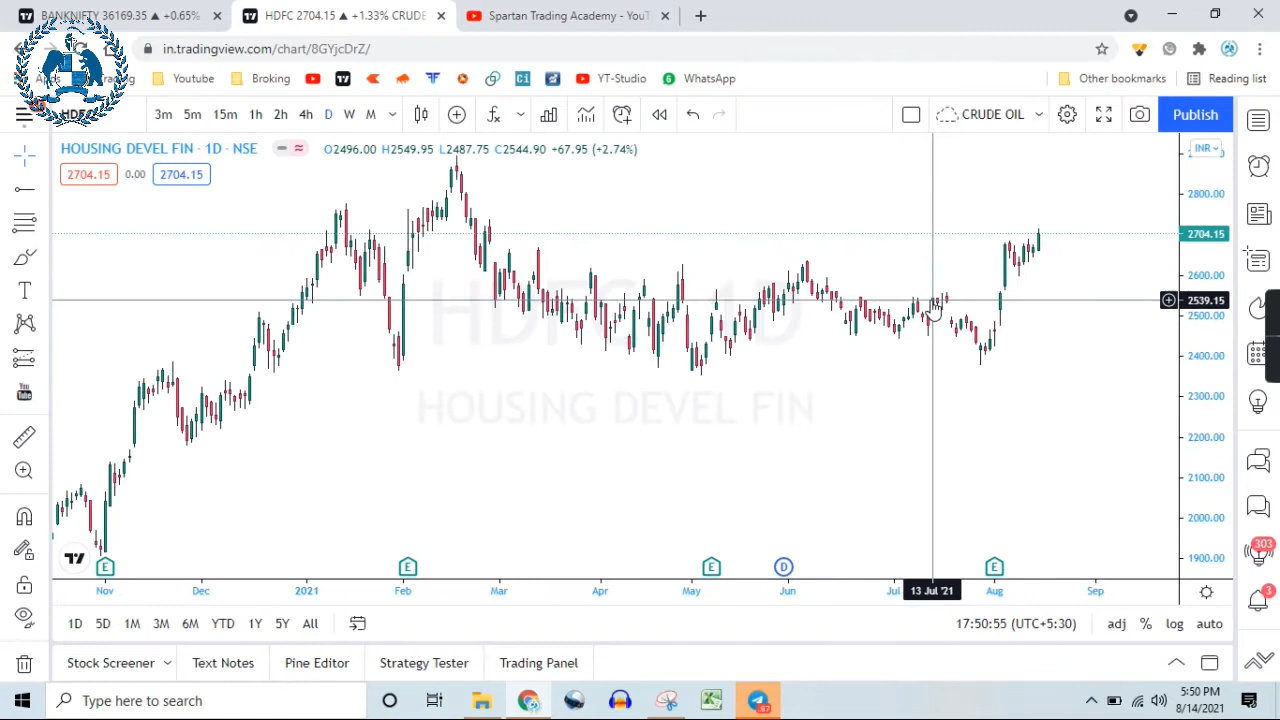 BANKNIFTY 36169.35 ▲ +0.65%
HDFC 2704.15 ▲ +1.33% CRUDE
Spartan Trading Academy - YouT
in.tradingview.com/chart/8GYjcDrZ/
YouTube
Broking
YT-Studio
WhatsApp
Other bookmarks
Reading list
3m 5m 15m 1h 2h 4h D W M
CRUDE OIL
Publish
HOUSING DEVEL FIN · 1D · NSE
O2496.00 H2549.95 L2487.75 C2544.90 +67.95 (+2.74%)
INR
2704.15 0.00 2704.15
2800.00
2704.15
2600.00
2539.15
2500.00
2400.00
2300.00
2200.00
2100.00
2000.00
1900.00
HDFC, 1D
HOUSING DEVEL FIN
You
Tube
E E E D E
303
3
Nov Dec 2021 Feb Mar Apr May Jun Jul 13 Jul '21 Aug Sep
1D 5D 1M 3M 6M YTD 1Y 5Y All
17:50:55 (UTC+5:30) adj % log auto
Stock Screener Text Notes Pine Editor Strategy Tester Trading Panel
Type here to search
5:50 PM
8/14/2021